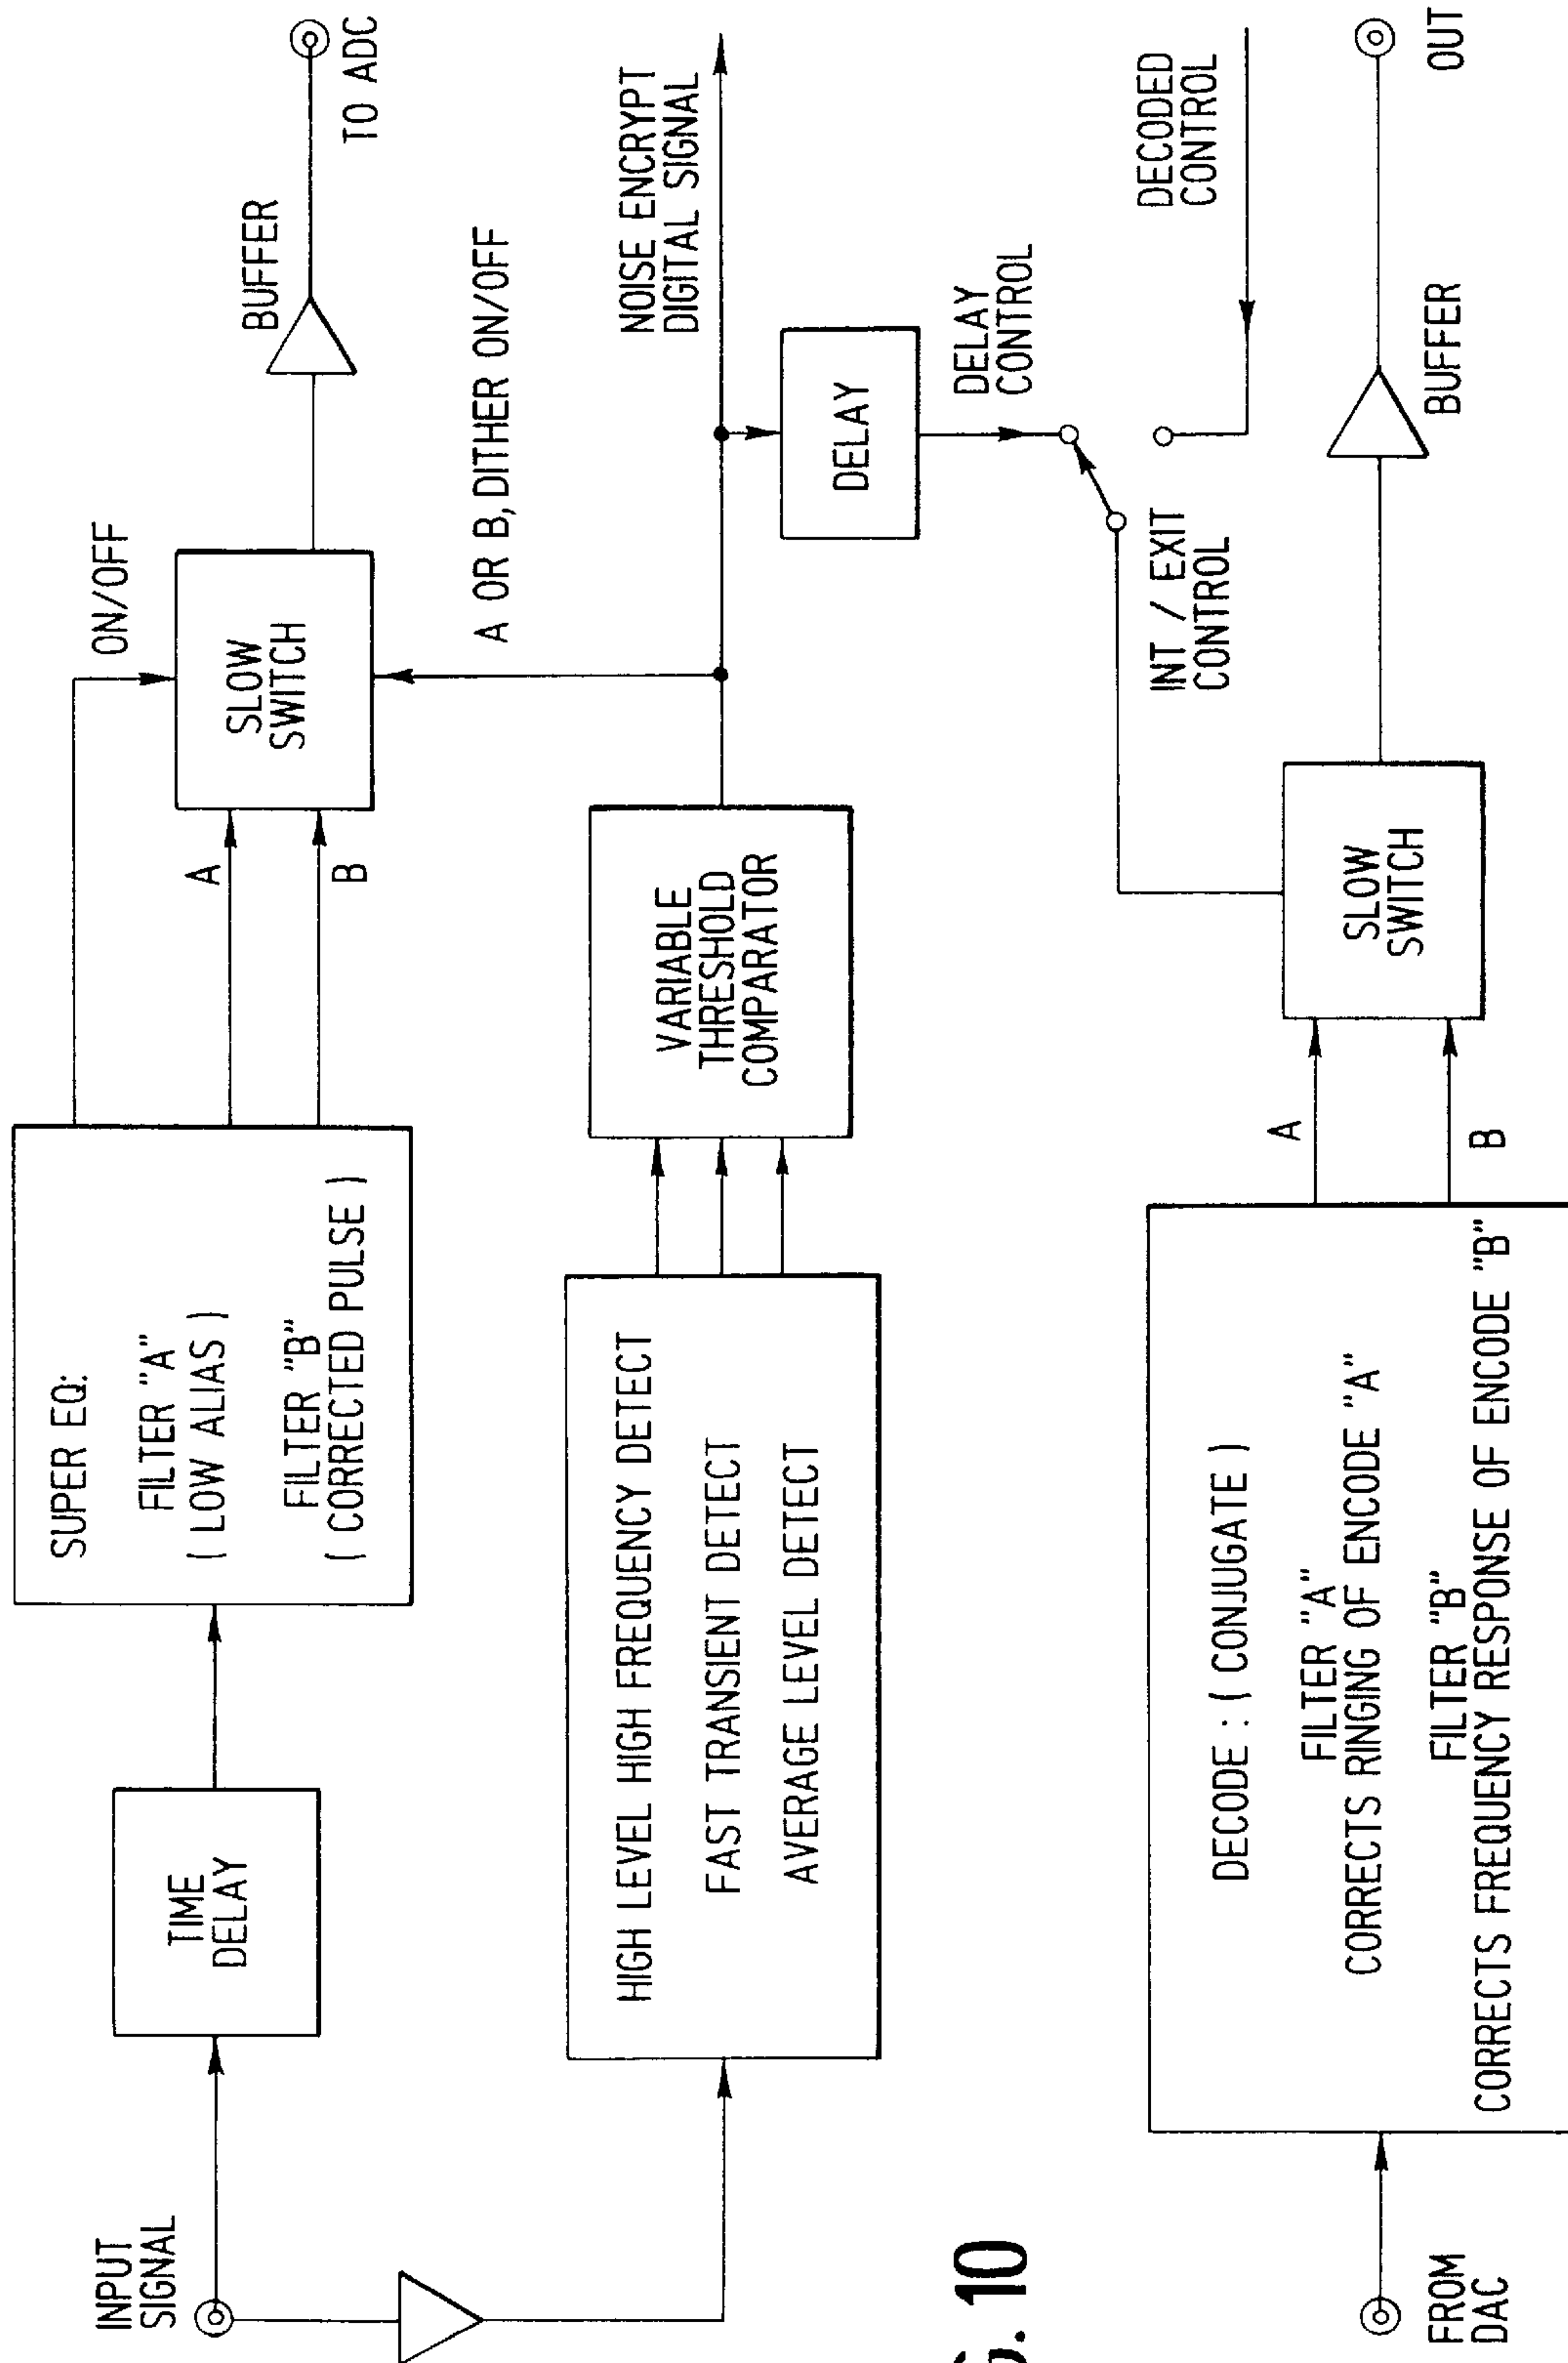 INPUT
SIGNAL
TIME
DELAY
SUPER EQ:
FILTER "A"
( LOW ALIAS )
FILTER "B"
( CORRECTED PULSE )
ON/OFF
A
B
SLOW
SWITCH
BUFFER
TO ADC
A OR B, DITHER ON/OFF
HIGH LEVEL HIGH FREQUENCY DETECT
FAST TRANSIENT DETECT
AVERAGE LEVEL DETECT
VARIABLE
THRESHOLD
COMPARATOR
NOISE ENCRYPT
DIGITAL SIGNAL
DELAY
DELAY
CONTROL
INT / EXIT
CONTROL
DECODED
CONTROL
10
FROM
DAC
DECODE : ( CONJUGATE )
FILTER "A"
CORRECTS RINGING OF ENCODE "A"
FILTER "B"
CORRECTS FREQUENCY RESPONSE OF ENCODE "B"
A
B
SLOW
SWITCH
BUFFER
OUT